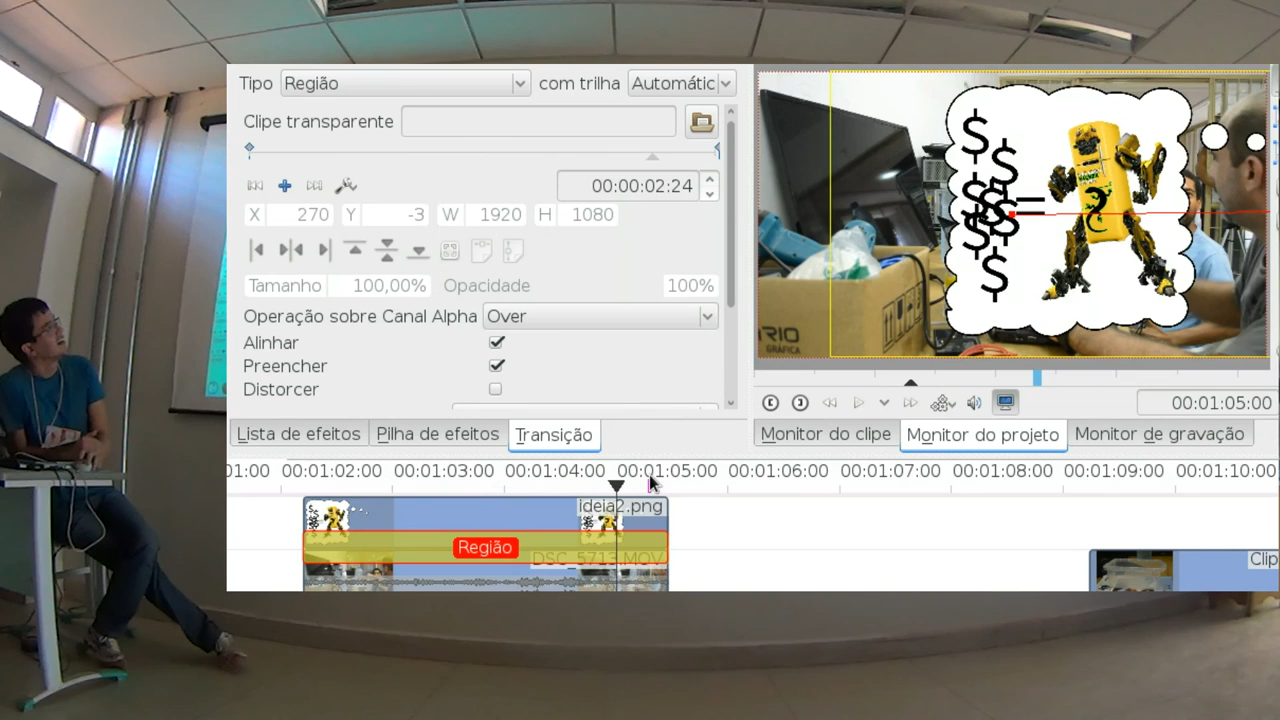 Tipo Região com trilha Automátic
Clipe transparente
00:00:02:24
X 270 Y -3 W 1920 H 1080
Tamanho 100,00% Opacidade 100%
Operação sobre Canal Alpha Over
Alinhar
Preencher
Distorcer
Lista de efeitos Pilha de efeitos Transição
$
$
$
$
$
$
=
RIO
GRÁFICA
00:01:05:00
Monitor do clipe Monitor do projeto Monitor de gravação
01:00 00:01:02:00 00:01:03:00 00:01:04:00 00:01:05:00 00:01:06:00 00:01:07:00 00:01:08:00 00:01:09:00 00:01:10:00
ideia2.png
Região
DSC_5713.MOV
Clip